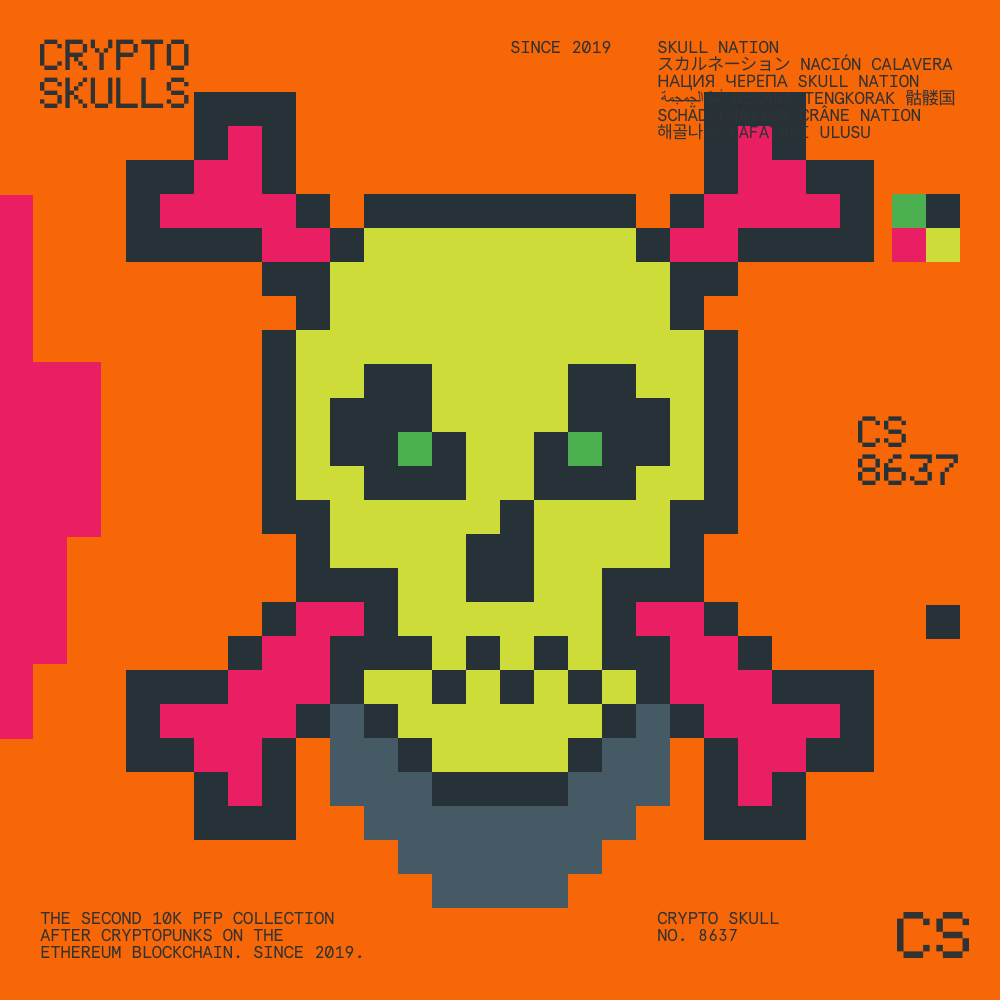 CRYPTO
SKULLS
SINCE 2019
SKULL NATION
スカルネーション NACIÓN CALAVERA
НАЦИЯ ЧЕРЕПА SKULL NATION
الجمجمة TENGKORAK 骷髅国
CRÂNE NATION
해골나 ULUSU
CS
8637
THE SECOND 10K PFP COLLECTION
AFTER CRYPTOPUNKS ON THE
ETHEREUM BLOCKCHAIN. SINCE 2019.
CRYPTO SKULL
NO. 8637
CS